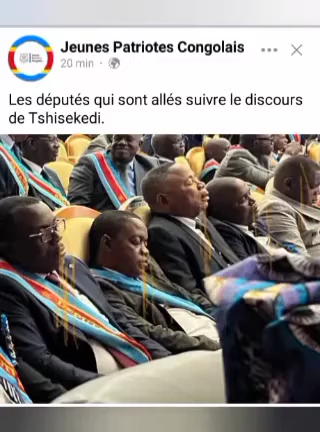 Jeunes Patriotes Congolais
20 min
Les députés qui sont allés suivre le discours
de Tshisekedi.